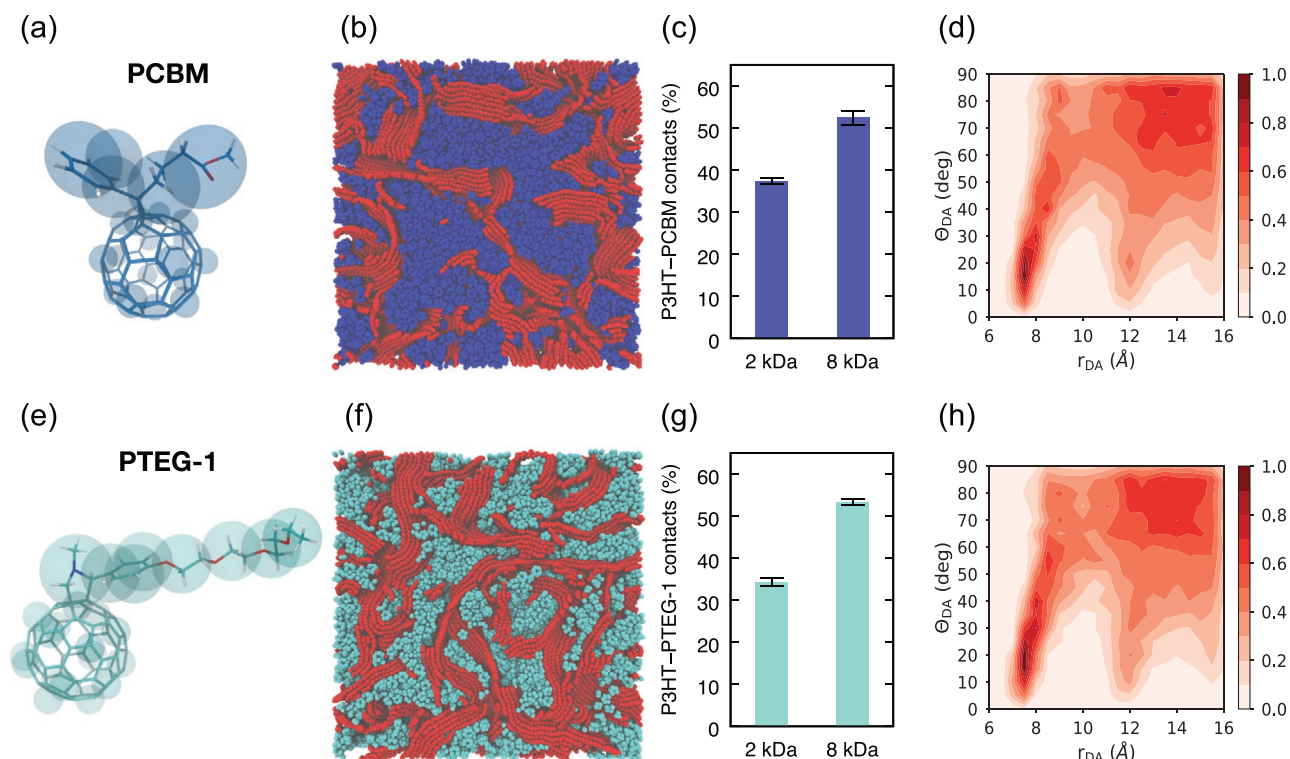 (a)
PCBM
(b)
(c)
P3HT–PCBM contacts (%)
60
50
40
30
20
10
0
2 kDa 8 kDa
(d)
ΘDA (deg)
90
80
70
60
50
40
30
20
10
0
6 8 10 12 14 16
rDA (Å)
1.0
0.8
0.6
0.4
0.2
0.0
(e)
PTEG-1
(f)
(g)
P3HT–PTEG-1 contacts (%)
60
50
40
30
20
10
0
2 kDa 8 kDa
(h)
ΘDA (deg)
90
80
70
60
50
40
30
20
10
0
6 8 10 12 14 16
rDA (Å)
1.0
0.8
0.6
0.4
0.2
0.0